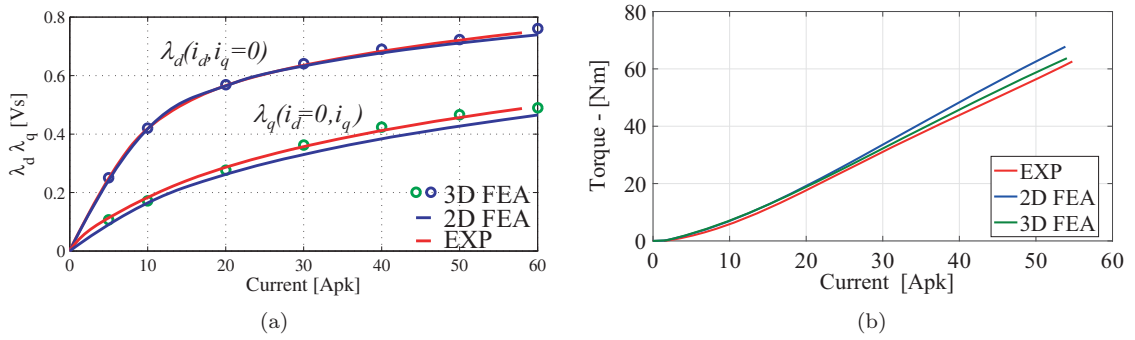 0.8
0.6
0.4
0.2
0
λd λq [Vs]
λd(id,iq=0)
λq(id=0,iq)
3D FEA
2D FEA
EXP
0 10 20 30 40 50 60
Current [Apk]
(a)
80
60
40
20
0
Torque - [Nm]
EXP
2D FEA
3D FEA
0 10 20 30 40 50 60
Current [Apk]
(b)